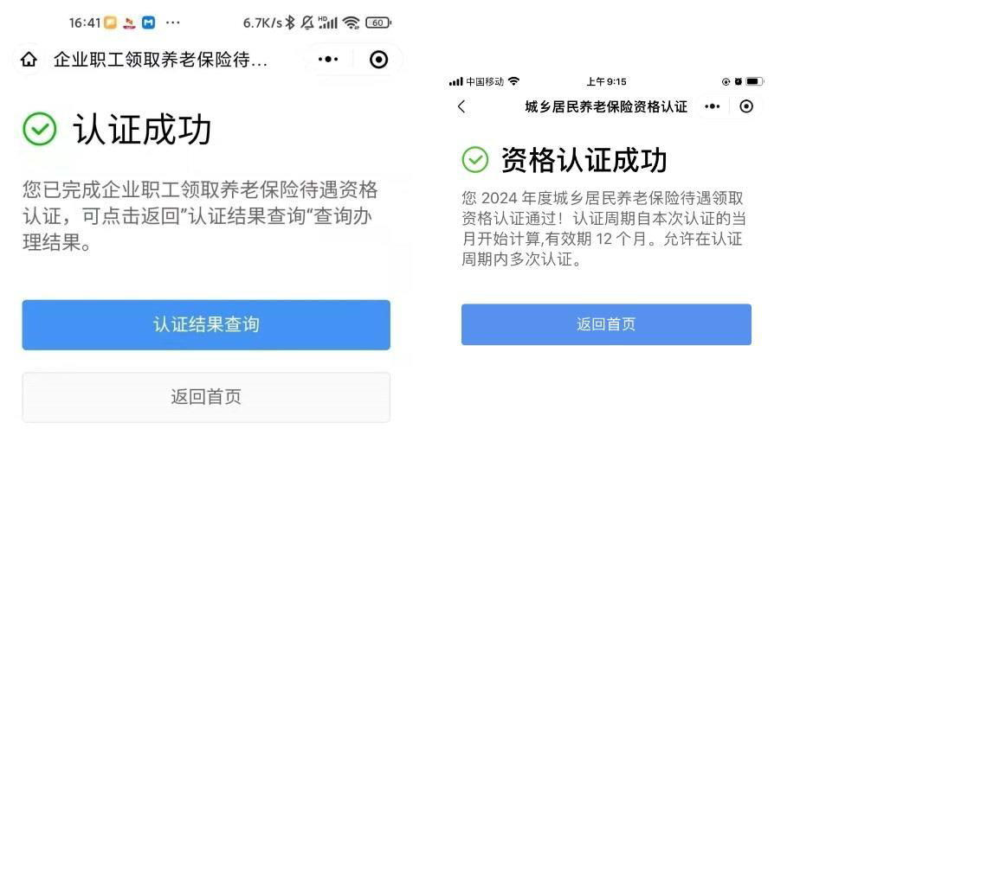 16:41
6.7K/s HD 60
企业职工领取养老保险待...
认证成功
您已完成企业职工领取养老保险待遇资格
认证，可点击返回”认证结果查询“查询办
理结果。
认证结果查询
返回首页
中国移动 上午9:15
城乡居民养老保险资格认证
资格认证成功
您 2024 年度城乡居民养老保险待遇领取
资格认证通过！认证周期自本次认证的当
月开始计算,有效期 12 个月。允许在认证
周期内多次认证。
返回首页